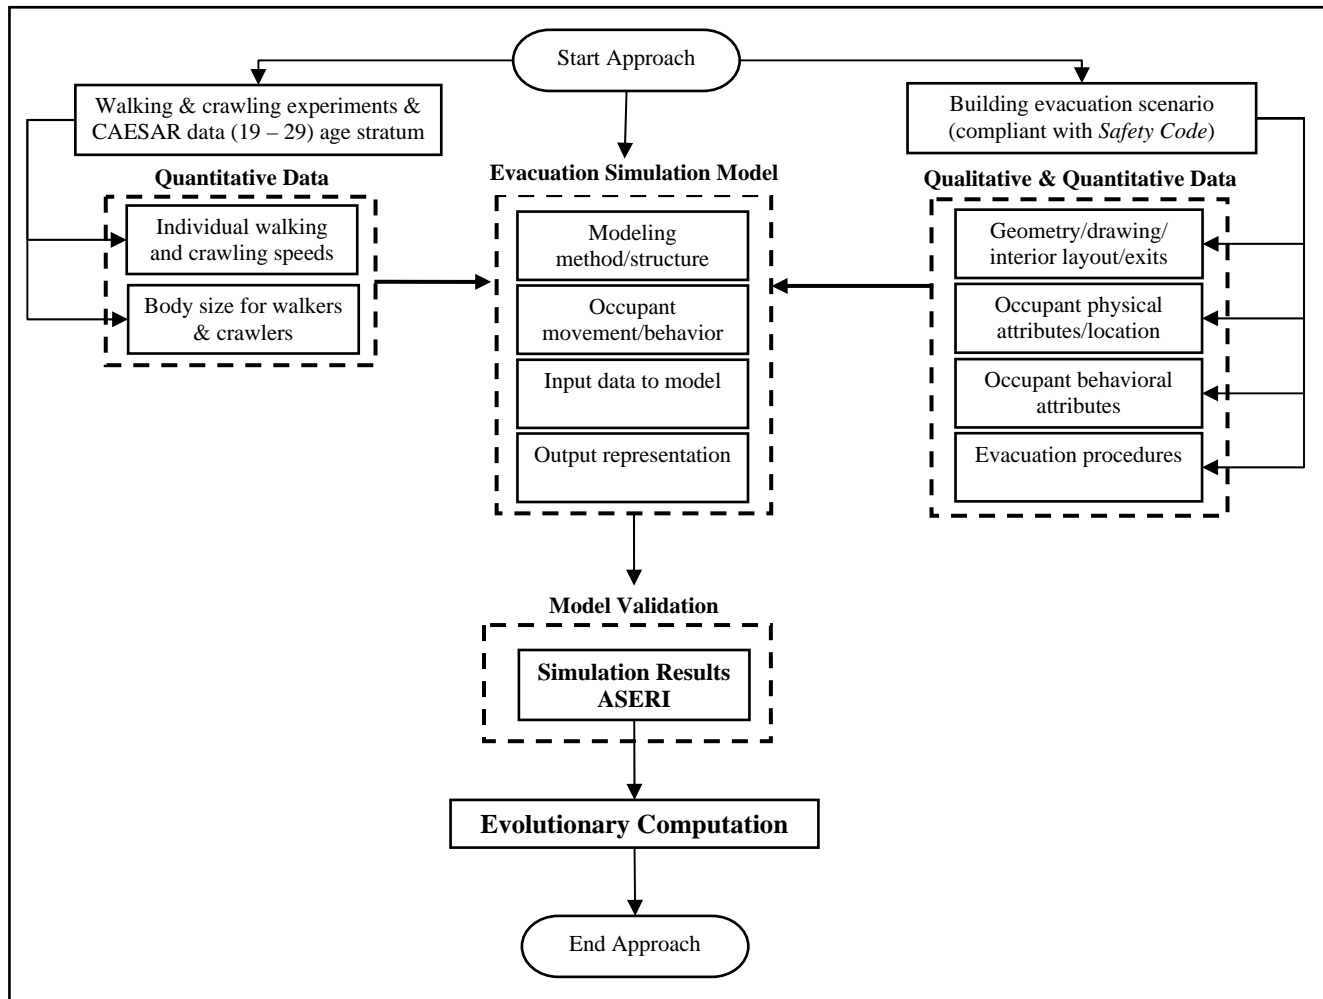 Start Approach
Walking & crawling experiments &
CAESAR data (19 – 29) age stratum
Building evacuation scenario
(compliant with Safety Code)
Quantitative Data
Individual walking
and crawling speeds
Body size for walkers
& crawlers
Evacuation Simulation Model
Modeling
method/structure
Occupant
movement/behavior
Input data to model
Output representation
Qualitative & Quantitative Data
Geometry/drawing/
interior layout/exits
Occupant physical
attributes/location
Occupant behavioral
attributes
Evacuation procedures
Model Validation
Simulation Results
ASERI
Evolutionary Computation
End Approach